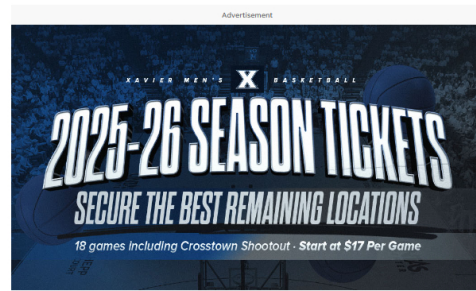 Advertisement
XAVIER MEN'S X BASKETBALL
2025-26 SEASON TICKETS
SECURE THE BEST REMAINING LOCATIONS
18 games including Crosstown Shootout - Start at $17 Per Game